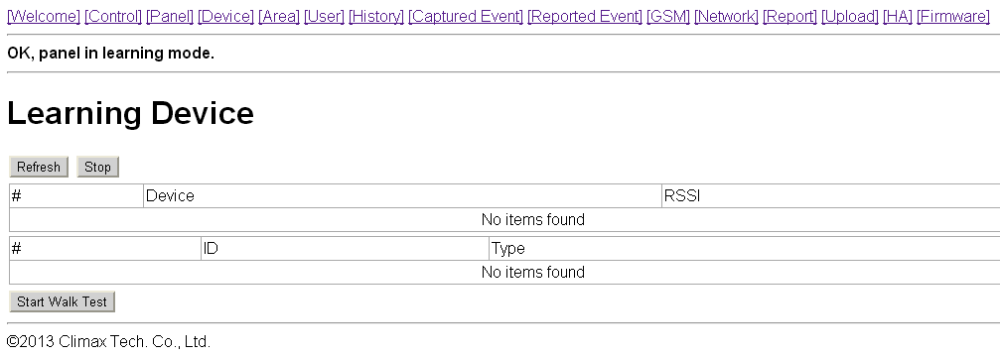 [Welcome] [Control] [Panel] [Device] [Area] [User] [History] [Captured Event] [Reported Event] [GSM] [Network] [Report] [Upload] [HA] [Firmware]
OK, panel in learning mode.
Learning Device
Refresh Stop
# Device RSSI
No items found
# ID Type
No items found
Start Walk Test
©2013 Climax Tech. Co., Ltd.